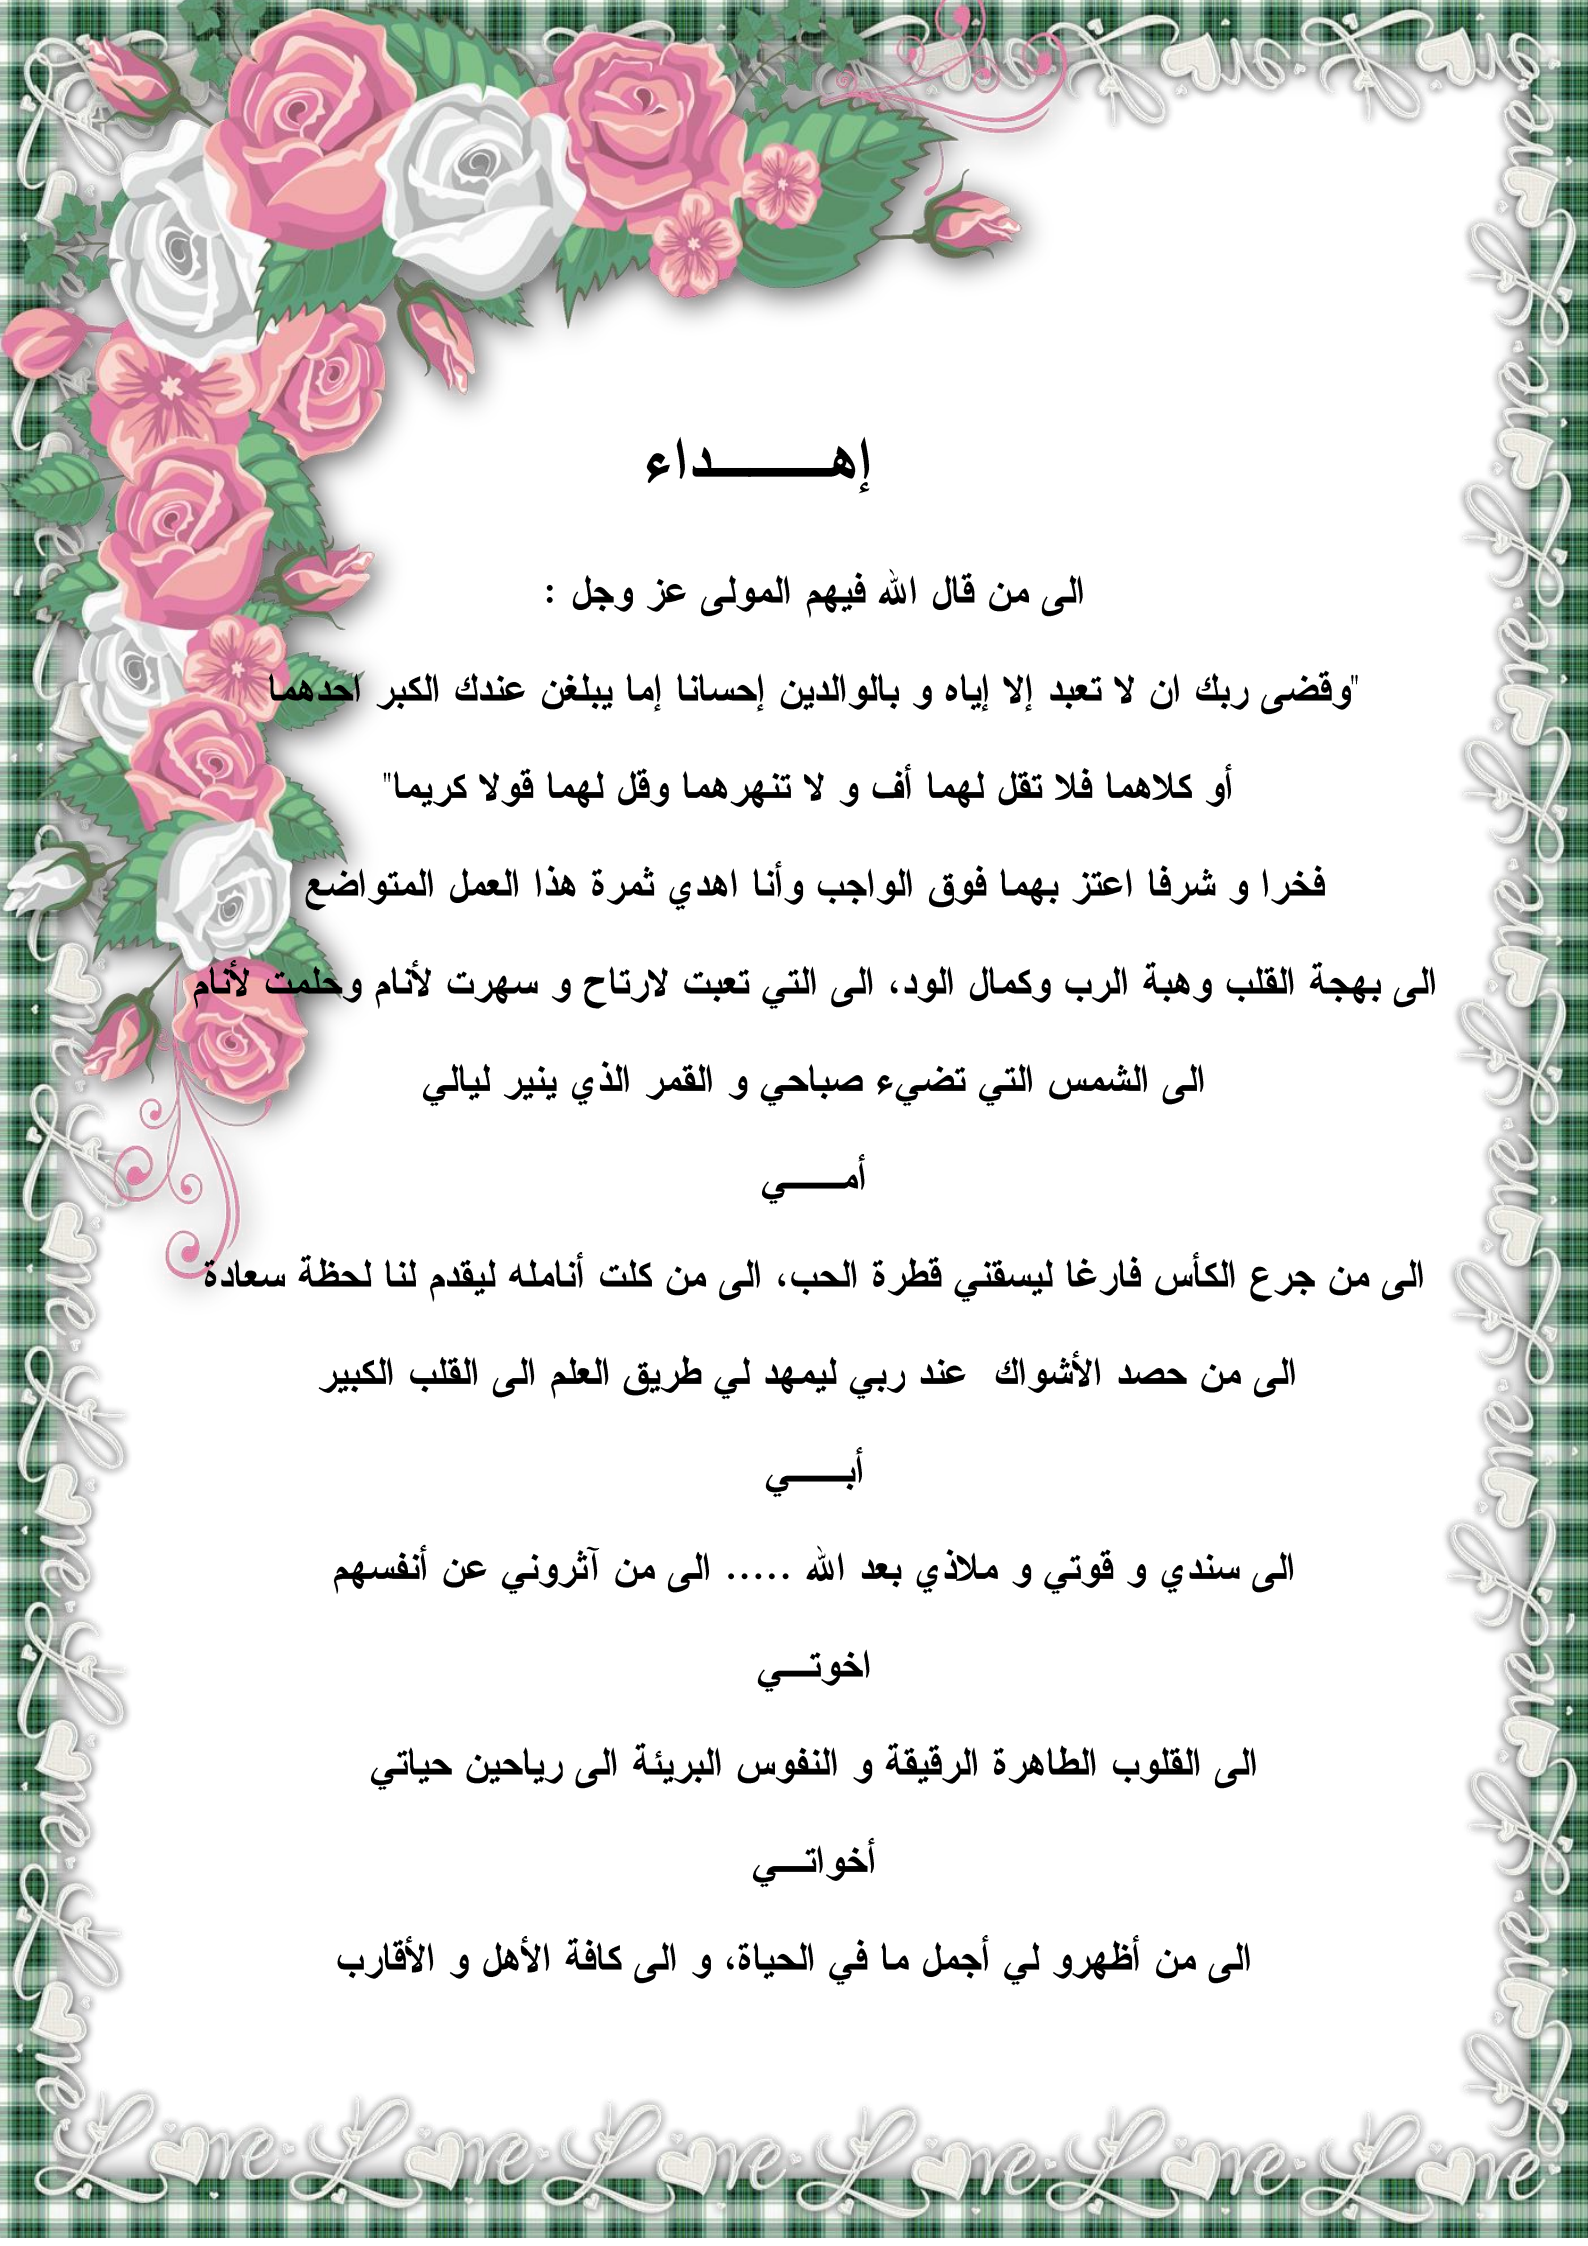 إهـــــــداء
الى من قال الله فيهم المولى عز وجل :
"وقضى ربك ان لا تعبد إلا إياه و بالوالدين إحسانا إما يبلغن عندك الكبر احدهما
أو كلاهما فلا تقل لهما أف و لا تنهرهما وقل لهما قولا كريما"
فخرا و شرفا اعتز بهما فوق الواجب وأنا اهدي ثمرة هذا العمل المتواضع
الى بهجة القلب وهبة الرب وكمال الود، الى التي تعبت لارتاح و سهرت لأنام وحلمت لأنام
الى الشمس التي تضيء صباحي و القمر الذي ينير ليالي
أمـــــي
الى من جرع الكأس فارغا ليسقني قطرة الحب، الى من كلت أنامله ليقدم لنا لحظة سعادة
الى من حصد الأشواك عند ربي ليمهد لي طريق العلم الى القلب الكبير
أبـــــي
الى سندي و قوتي و ملاذي بعد الله ..... الى من آثروني عن أنفسهم
اخوتـــي
الى القلوب الطاهرة الرقيقة و النفوس البريئة الى رياحين حياتي
أخواتـــي
الى من أظهرو لي أجمل ما في الحياة، و الى كافة الأهل و الأقارب
Love.Love.Love.Love.Love.Love